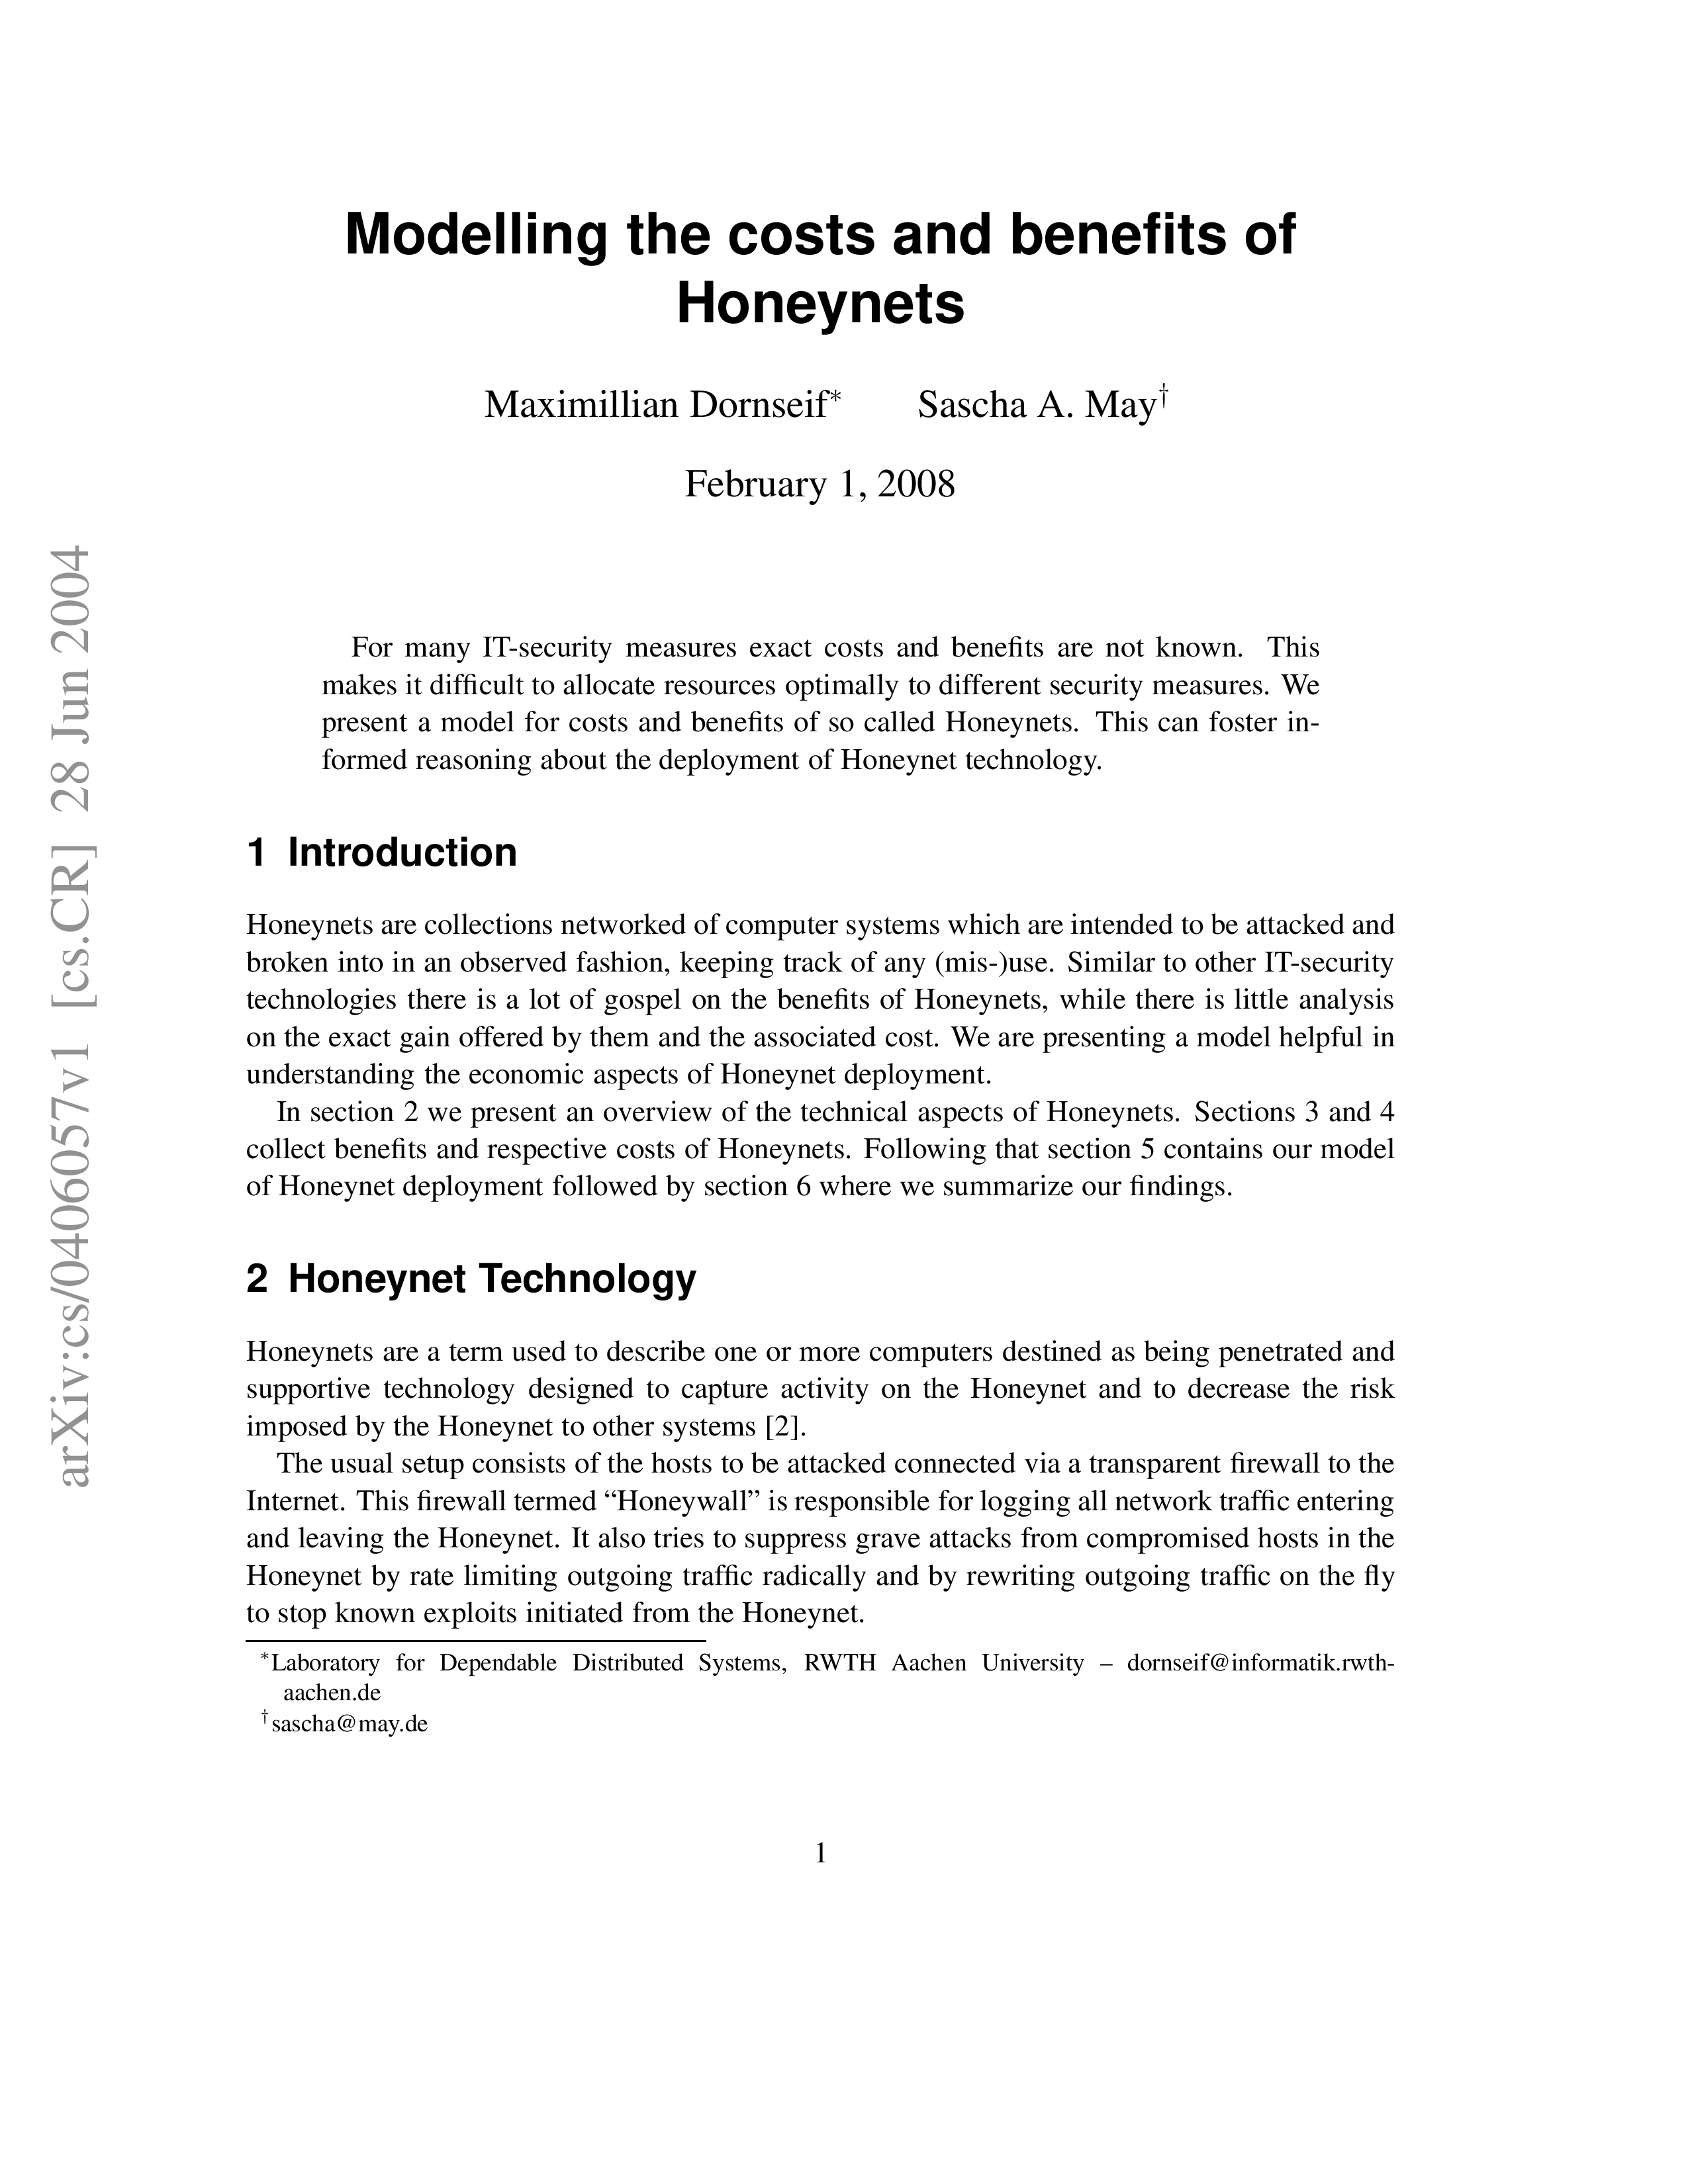 Modelling the costs and benefits of
Honeynets
Maximillian Dornseif* Sascha A. May†
February 1, 2008
For many IT-security measures exact costs and benefits are not known. This
makes it difficult to allocate resources optimally to different security measures. We
present a model for costs and benefits of so called Honeynets. This can foster in-
formed reasoning about the deployment of Honeynet technology.
1 Introduction
Honeynets are collections networked of computer systems which are intended to be attacked and
broken into in an observed fashion, keeping track of any (mis-)use. Similar to other IT-security
technologies there is a lot of gospel on the benefits of Honeynets, while there is little analysis
on the exact gain offered by them and the associated cost. We are presenting a model helpful in
understanding the economic aspects of Honeynet deployment.
In section 2 we present an overview of the technical aspects of Honeynets. Sections 3 and 4
collect benefits and respective costs of Honeynets. Following that section 5 contains our model
of Honeynet deployment followed by section 6 where we summarize our findings.
2 Honeynet Technology
Honeynets are a term used to describe one or more computers destined as being penetrated and
supportive technology designed to capture activity on the Honeynet and to decrease the risk
imposed by the Honeynet to other systems [2].
The usual setup consists of the hosts to be attacked connected via a transparent firewall to the
Internet. This firewall termed “Honeywall” is responsible for logging all network traffic entering
and leaving the Honeynet. It also tries to suppress grave attacks from compromised hosts in the
Honeynet by rate limiting outgoing traffic radically and by rewriting outgoing traffic on the fly
to stop known exploits initiated from the Honeynet.
*Laboratory for Dependable Distributed Systems, RWTH Aachen University – dornseif@informatik.rwth-
aachen.de
†sascha@may.de
1
arXiv:cs/0406057v1 [cs.CR] 28 Jun 2004